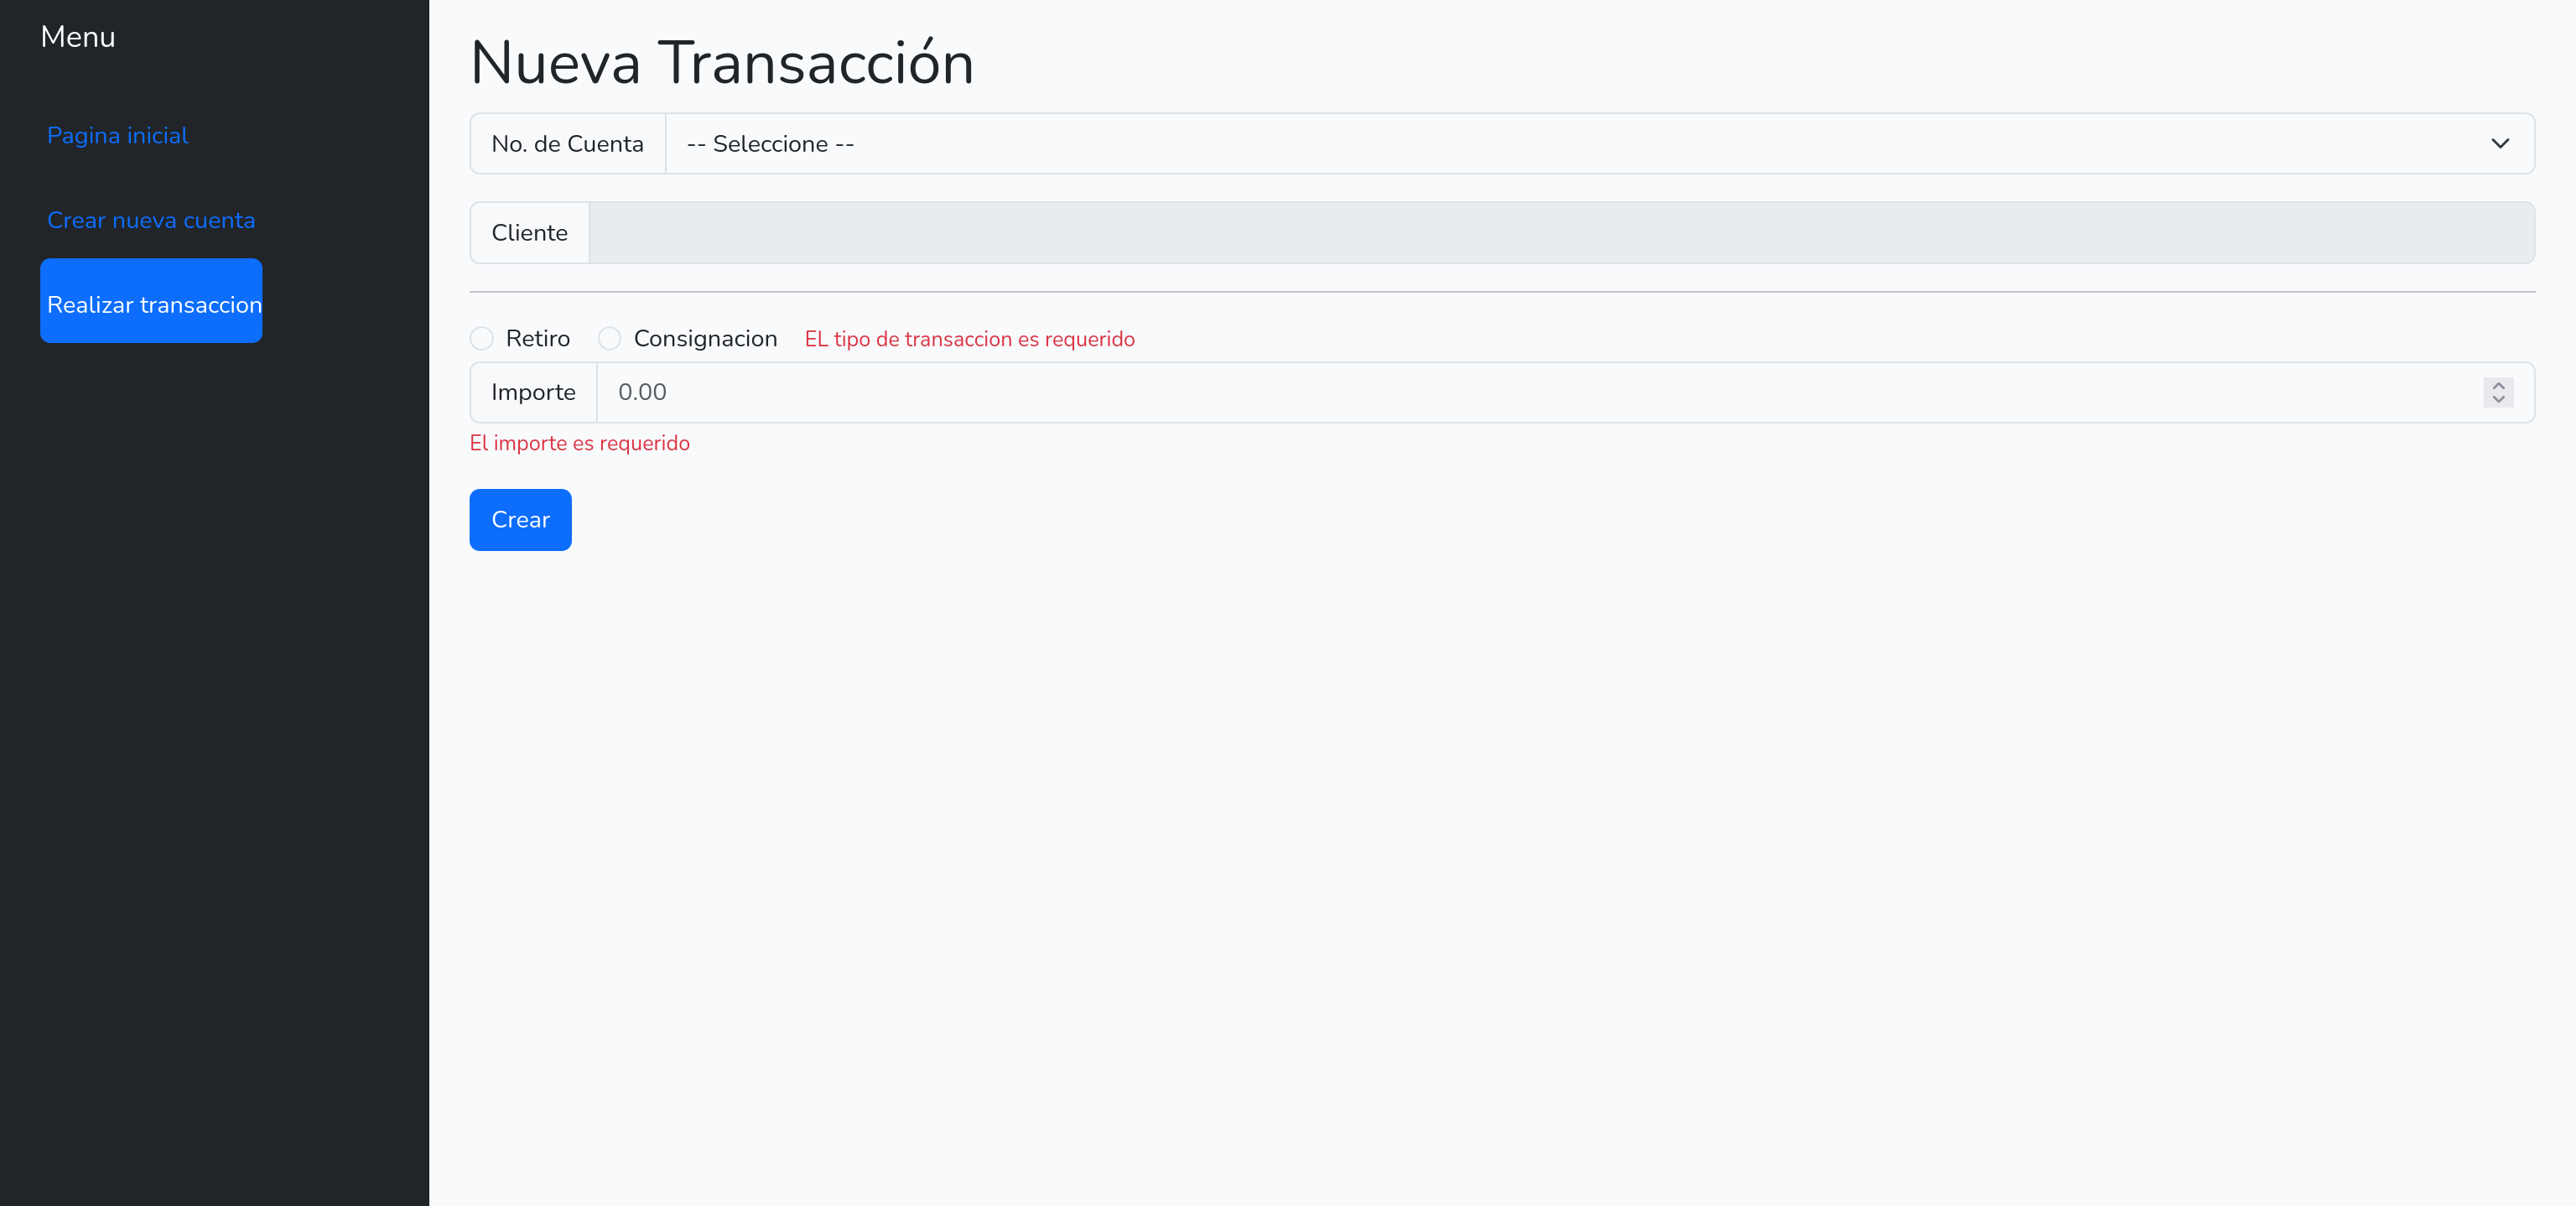 Menu
Pagina inicial
Crear nueva cuenta
Realizar transaccion
Nueva Transacción
No. de Cuenta -- Seleccione --
Cliente
Retiro Consignacion EL tipo de transaccion es requerido
Importe 0.00
El importe es requerido
Crear